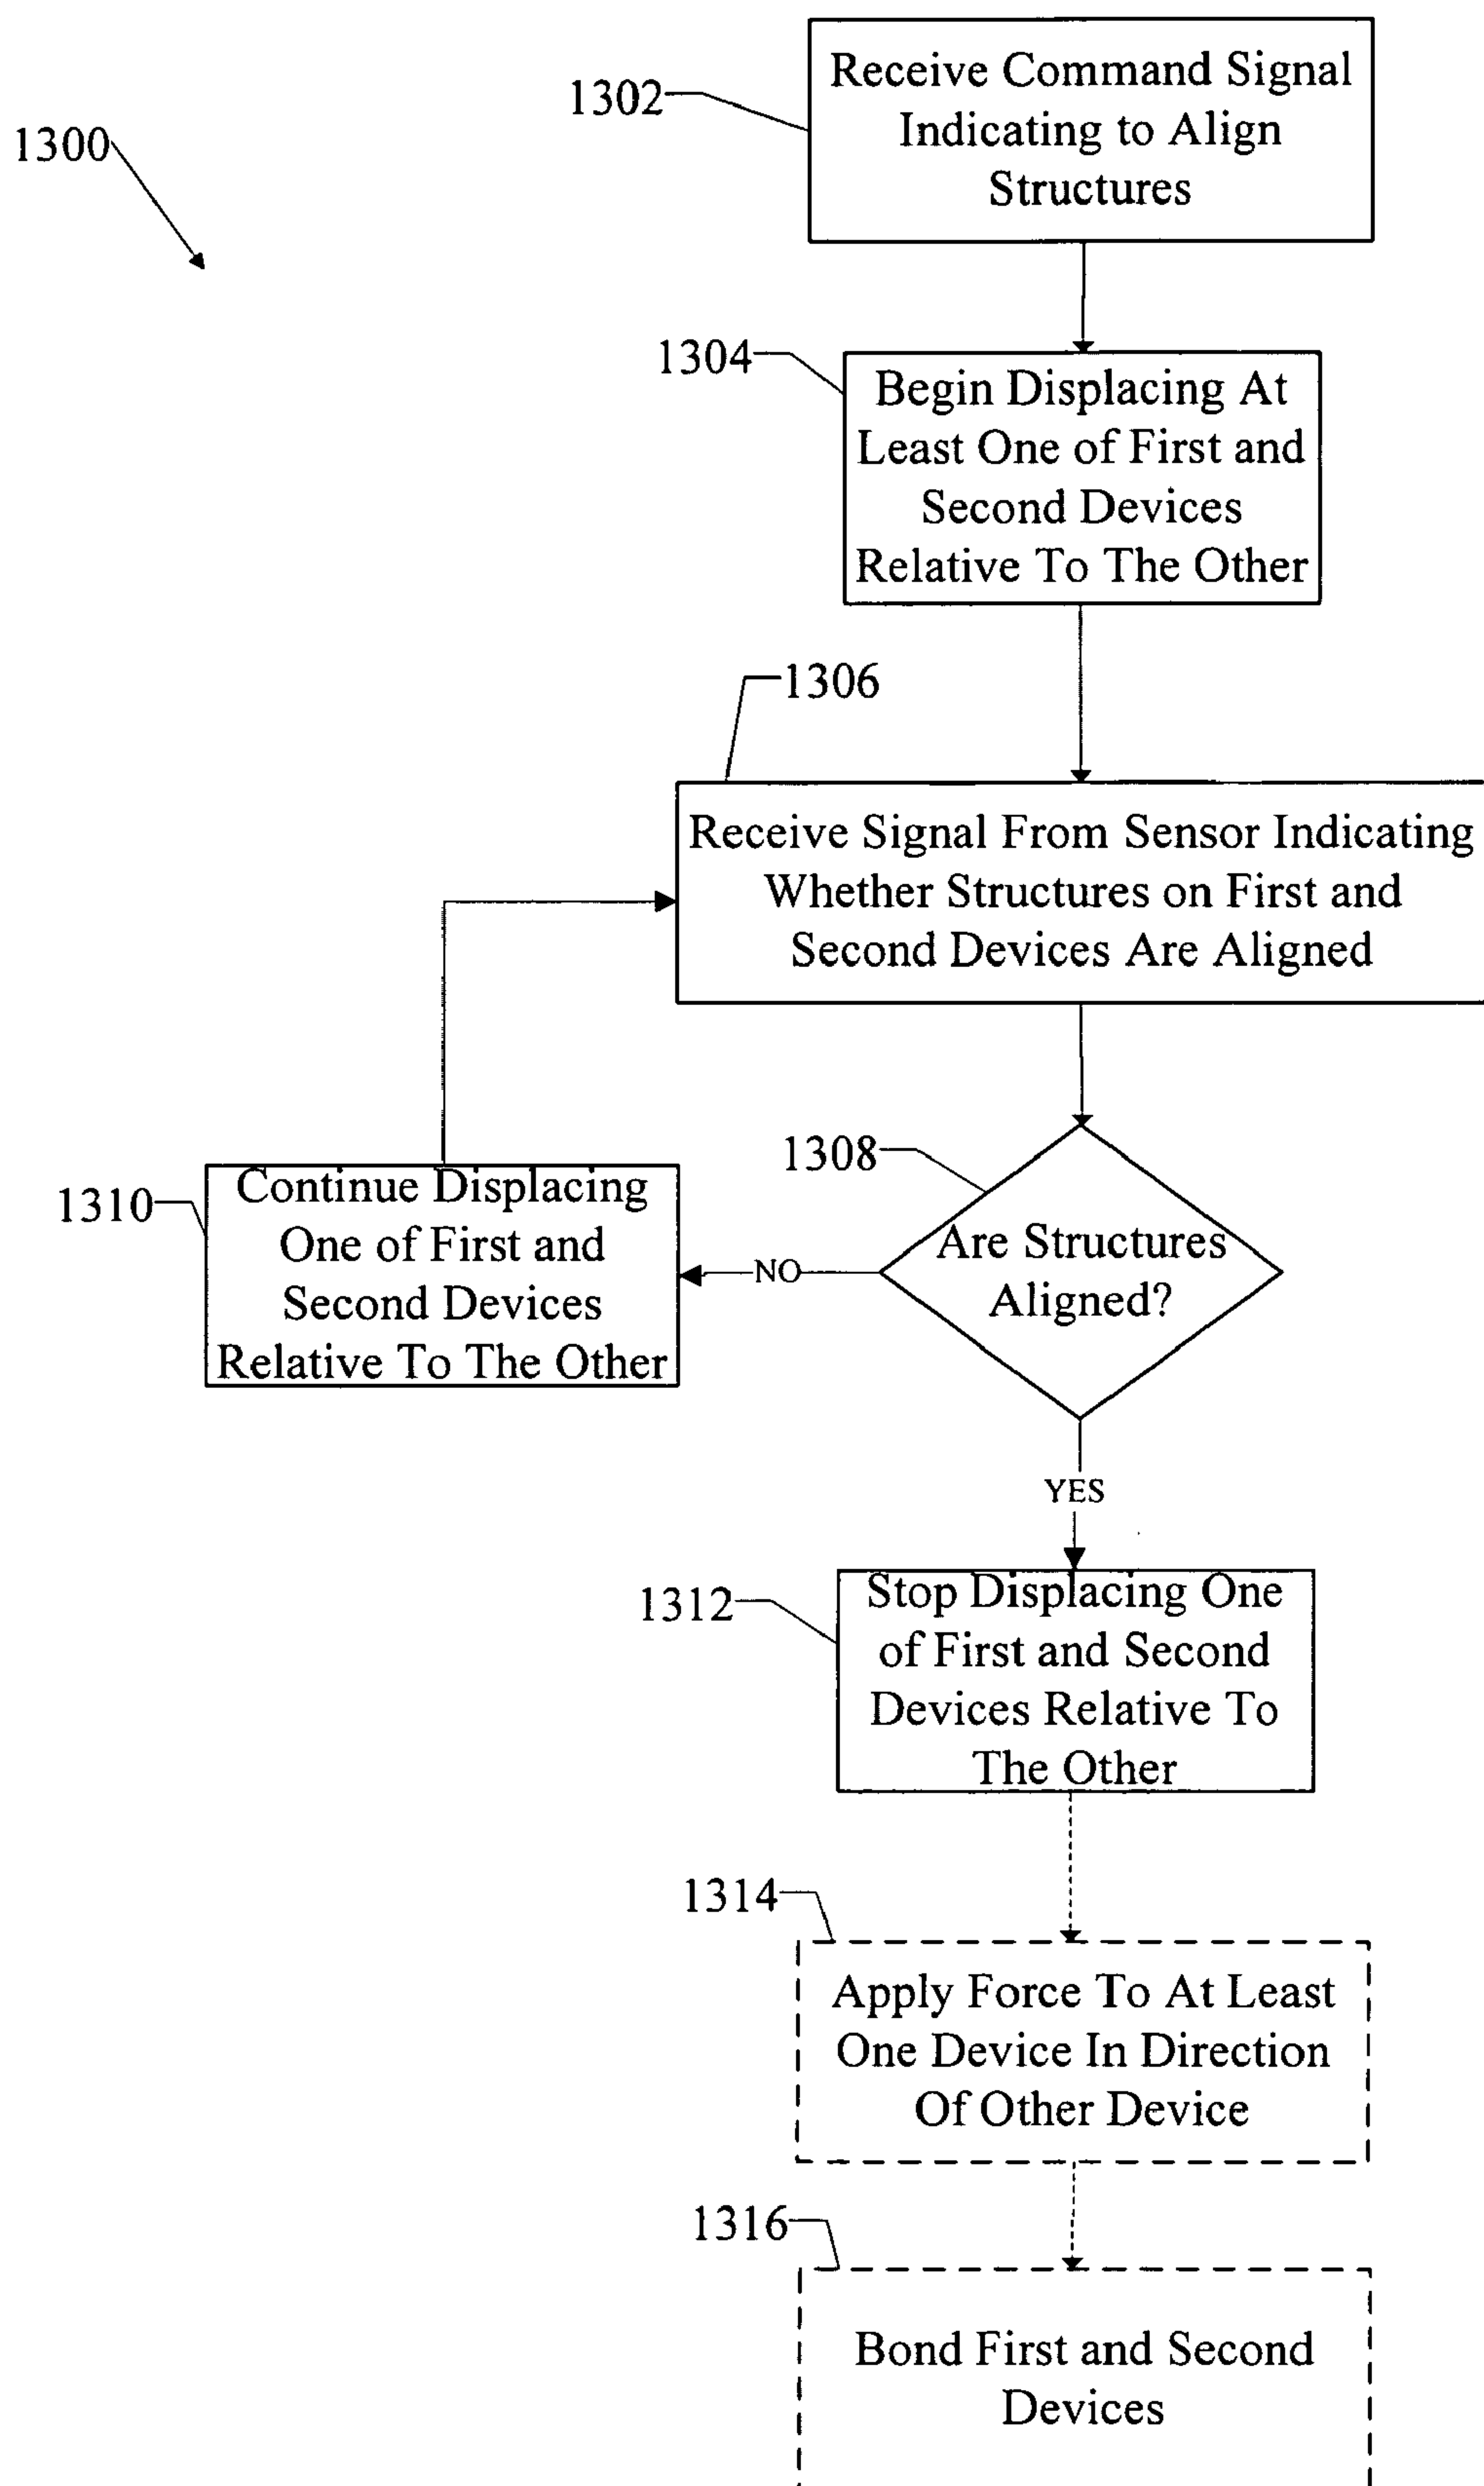 1300
1302
Receive Command Signal
Indicating to Align
Structures
1304
Begin Displacing At
Least One of First and
Second Devices
Relative To The Other
1306
Receive Signal From Sensor Indicating
Whether Structures on First and
Second Devices Are Aligned
1308
Are Structures
Aligned?
NO
1310
Continue Displacing
One of First and
Second Devices
Relative To The Other
YES
1312
Stop Displacing One
of First and Second
Devices Relative To
The Other
1314
Apply Force To At Least
One Device In Direction
Of Other Device
1316
Bond First and Second
Devices